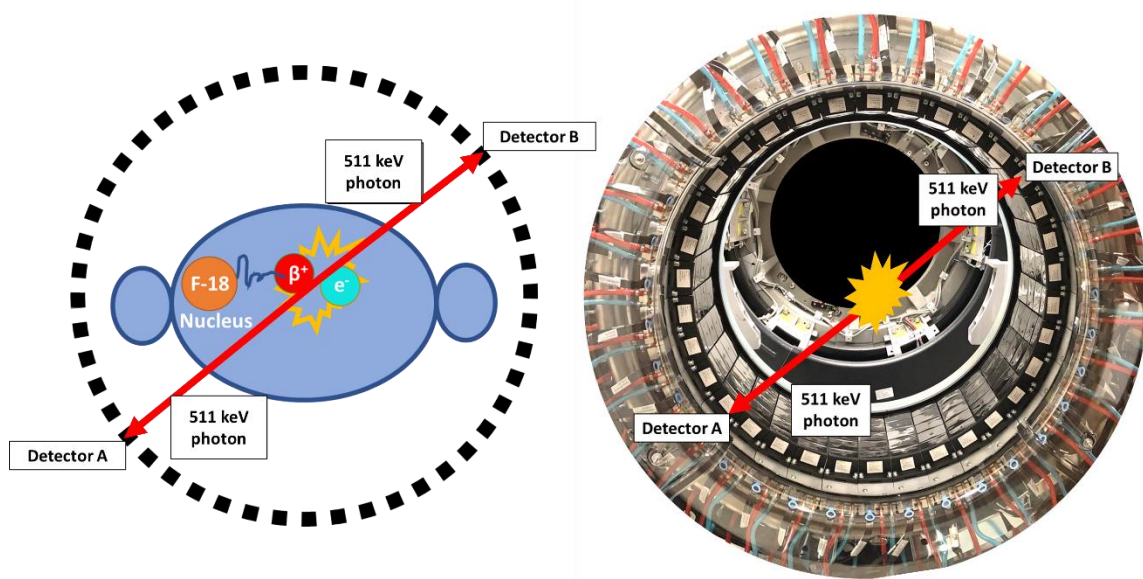 Detector B
511 keV
photon
F-18
β+
e-
Nucleus
511 keV
photon
Detector A
Detector B
511 keV
photon
511 keV
photon
Detector A